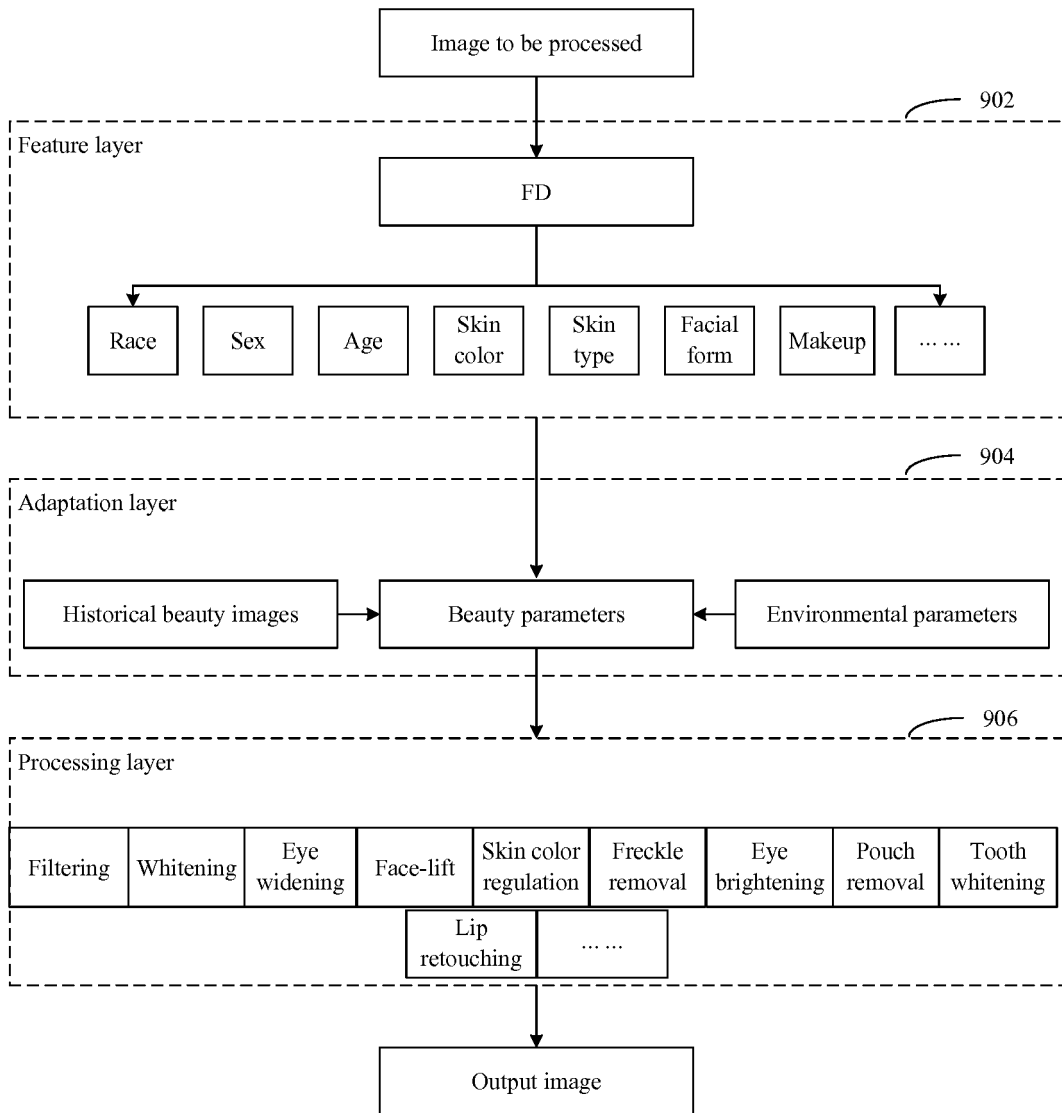 Image to be processed
902
Feature layer
FD
Race
Sex
Age
Skin
color
Skin
type
Facial
form
Makeup
... ...
904
Adaptation layer
Historical beauty images
Beauty parameters
Environmental parameters
906
Processing layer
Filtering
Whitening
Eye
widening
Face-lift
Skin color
regulation
Freckle
removal
Eye
brightening
Pouch
removal
Tooth
whitening
Lip
retouching
... ...
Output image